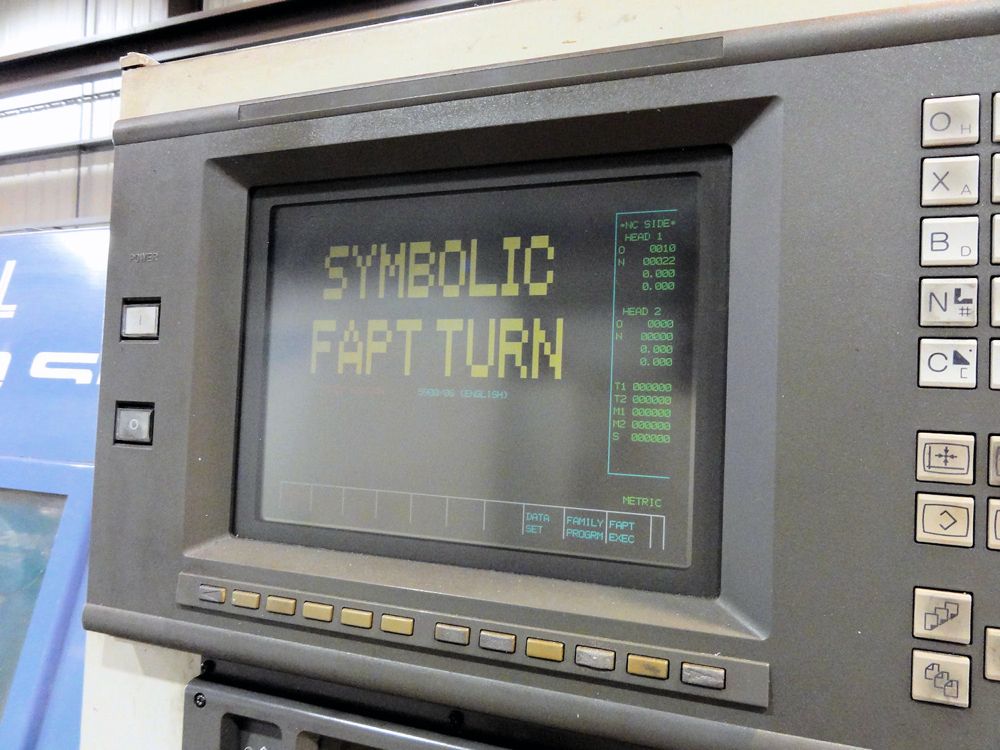 POWER
I
O
SYMBOLIC
FAPT TURN
(ENGLISH)
*NC SIDE*
HEAD 1
O 0010
N 00022
0.000
0.000
HEAD 2
O 0000
N 00000
0.000
0.000
T1 000000
T2 000000
M1 000000
M2 000000
S 000000
METRIC
DATA SET
FAMILY PROGRM
FAPT EXEC
O H
X A
B D
N #
C C